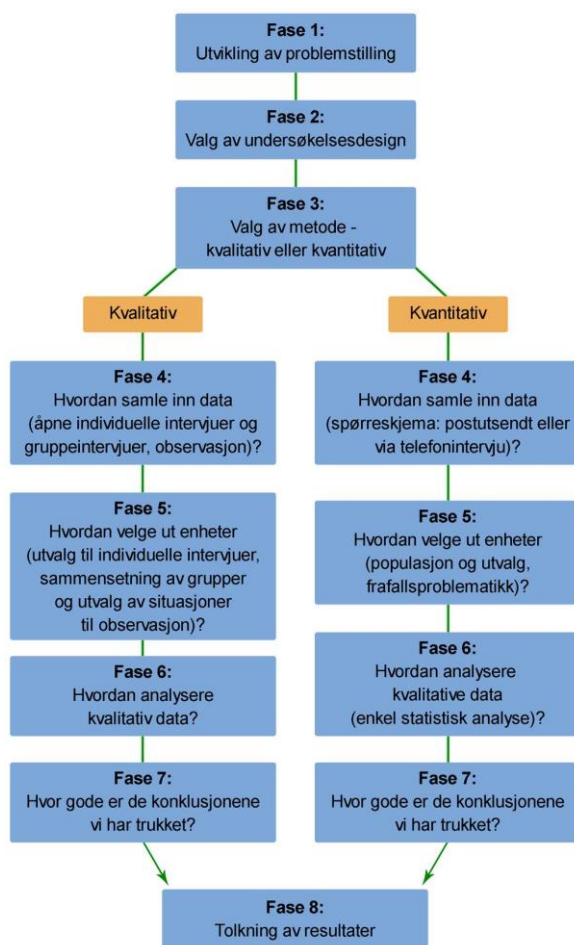 Fase 1:
Utvikling av problemstilling
Fase 2:
Valg av undersøkelsesdesign
Fase 3:
Valg av metode -
kvalitativ eller kvantitativ
Kvalitativ
Fase 4:
Hvordan samle inn data
(åpne individuelle intervjuer og
gruppeintervjuer, observasjon)?
Fase 5:
Hvordan velge ut enheter
(utvalg til individuelle intervjuer,
sammensetning av grupper
og utvalg av situasjoner
til observasjon)?
Fase 6:
Hvordan analysere
kvalitativ data?
Fase 7:
Hvor gode er de konklusjonene
vi har trukket?
Kvantitativ
Fase 4:
Hvordan samle inn data
(spørreskjema: postutsendt eller
via telefonintervju)?
Fase 5:
Hvordan velge ut enheter
(populasjon og utvalg,
frafallsproblematikk)?
Fase 6:
Hvordan analysere
kvalitative data
(enkel statistisk analyse)?
Fase 7:
Hvor gode er de konklusjonene
vi har trukket?
Fase 8:
Tolkning av resultater